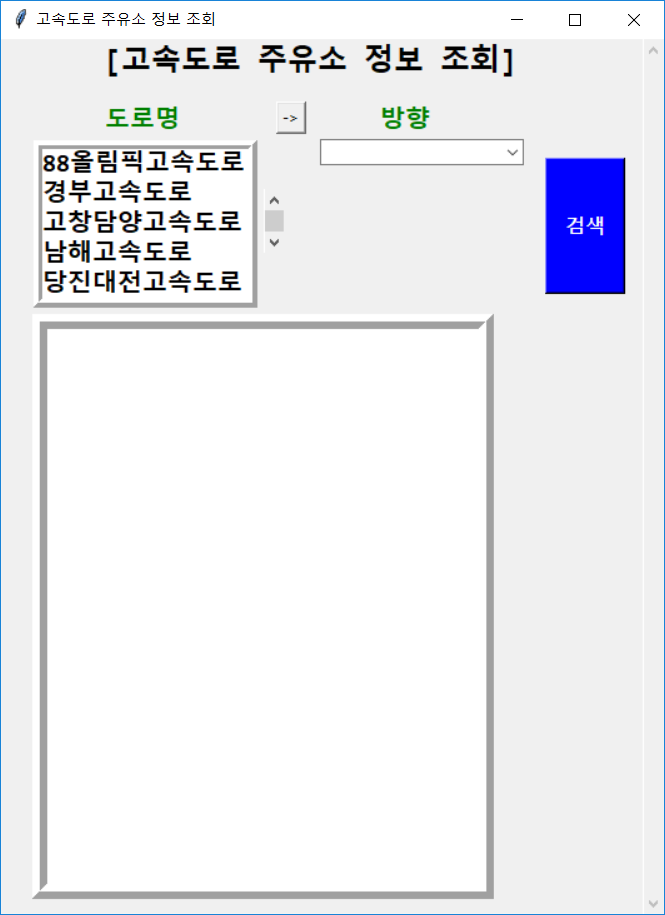 고속도로 주유소 정보 조회
[고속도로 주유소 정보 조회]
도로명
->
방향
88올림픽고속도로
경부고속도로
고창담양고속도로
남해고속도로
당진대전고속도로
검색